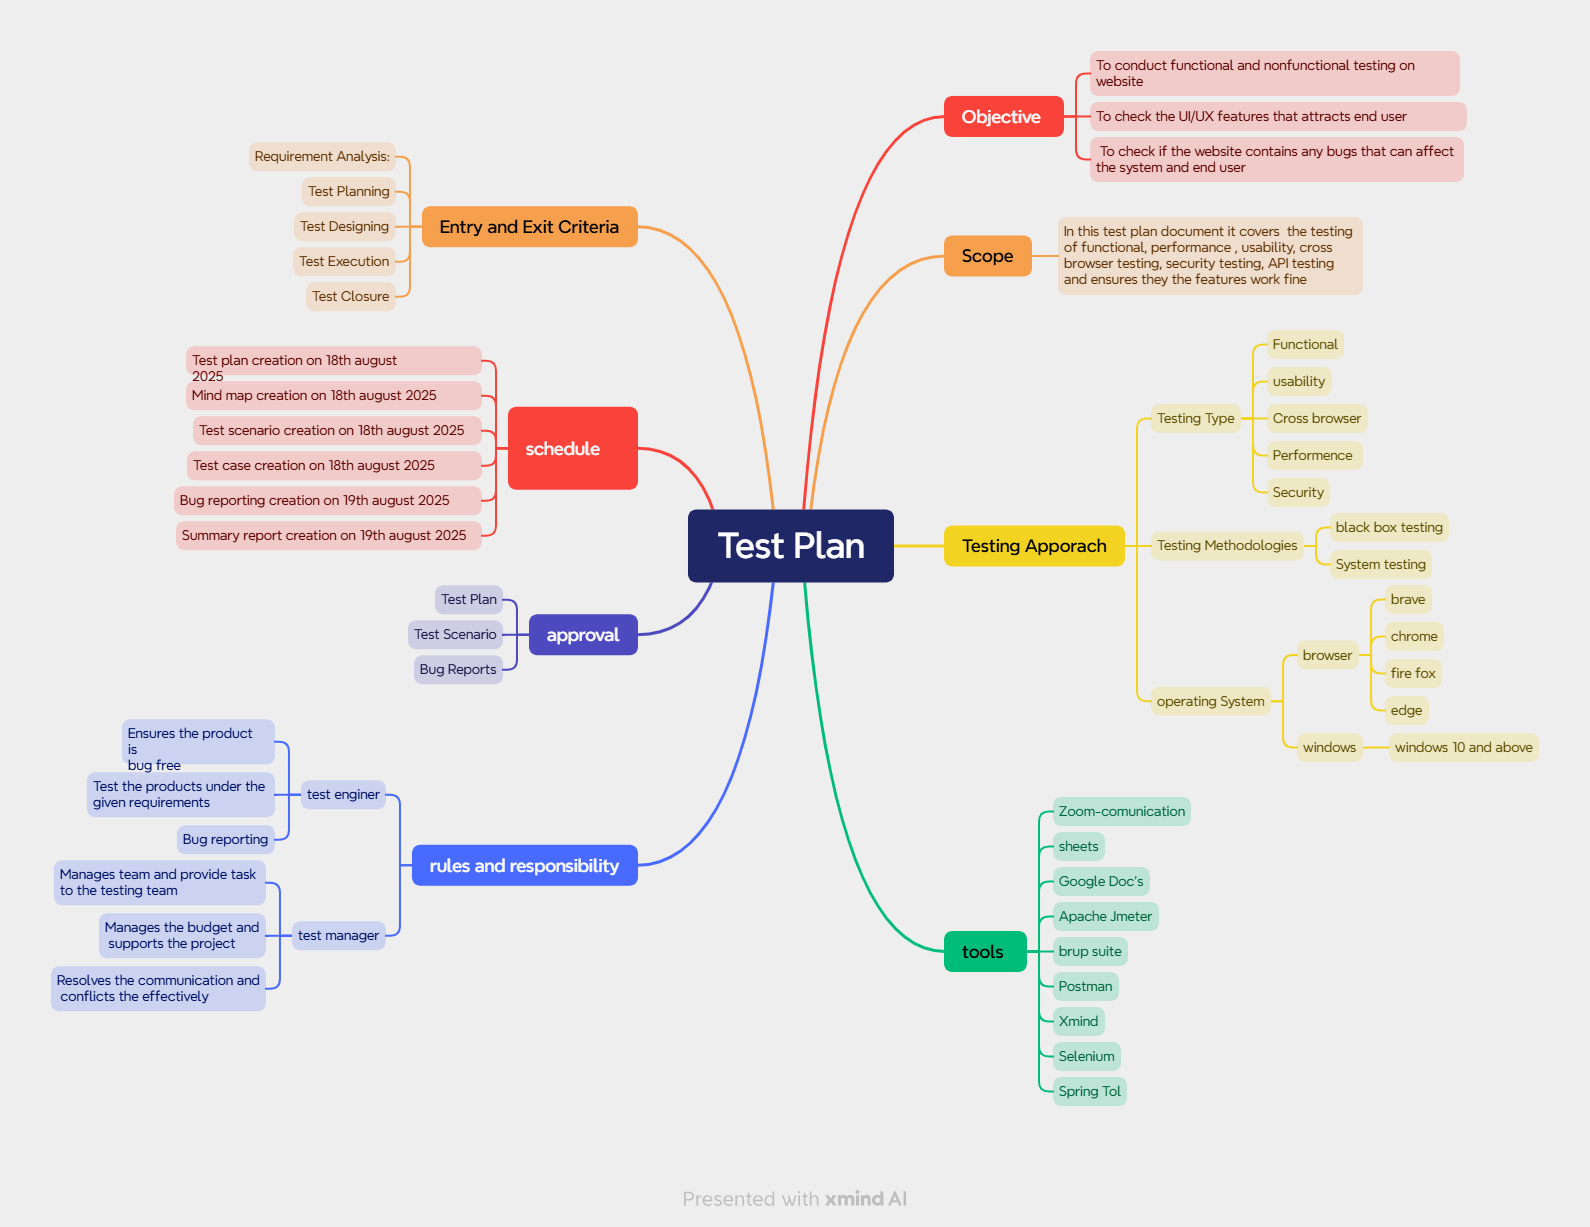 Test Plan
Objective
To conduct functional and nonfunctional testing on
website
To check the UI/UX features that attracts end user
To check if the website contains any bugs that can affect
the system and end user
Scope
In this test plan document it covers  the testing
of functional, performance , usability, cross
browser testing, security testing, API testing
and ensures they the features work fine
Testing Apporach
Testing Type
Functional
usability
Cross browser
Performence
Security
Testing Methodologies
black box testing
System testing
operating System
browser
brave
chrome
fire fox
edge
windows
windows 10 and above
tools
Zoom-comunication
sheets
Google Doc's
Apache Jmeter
brup suite
Postman
Xmind
Selenium
Spring Tol
Entry and Exit Criteria
Requirement Analysis:
Test Planning
Test Designing
Test Execution
Test Closure
schedule
Test plan creation on 18th august
2025
Mind map creation on 18th august 2025
Test scenario creation on 18th august 2025
Test case creation on 18th august 2025
Bug reporting creation on 19th august 2025
Summary report creation on 19th august 2025
approval
Test Plan
Test Scenario
Bug Reports
rules and responsibility
test enginer
Ensures the product
is
bug free
Test the products under the
given requirements
Bug reporting
test manager
Manages team and provide task
to the testing team
Manages the budget and
supports the project
Resolves the communication and
conflicts the effectively
Presented with xmind AI